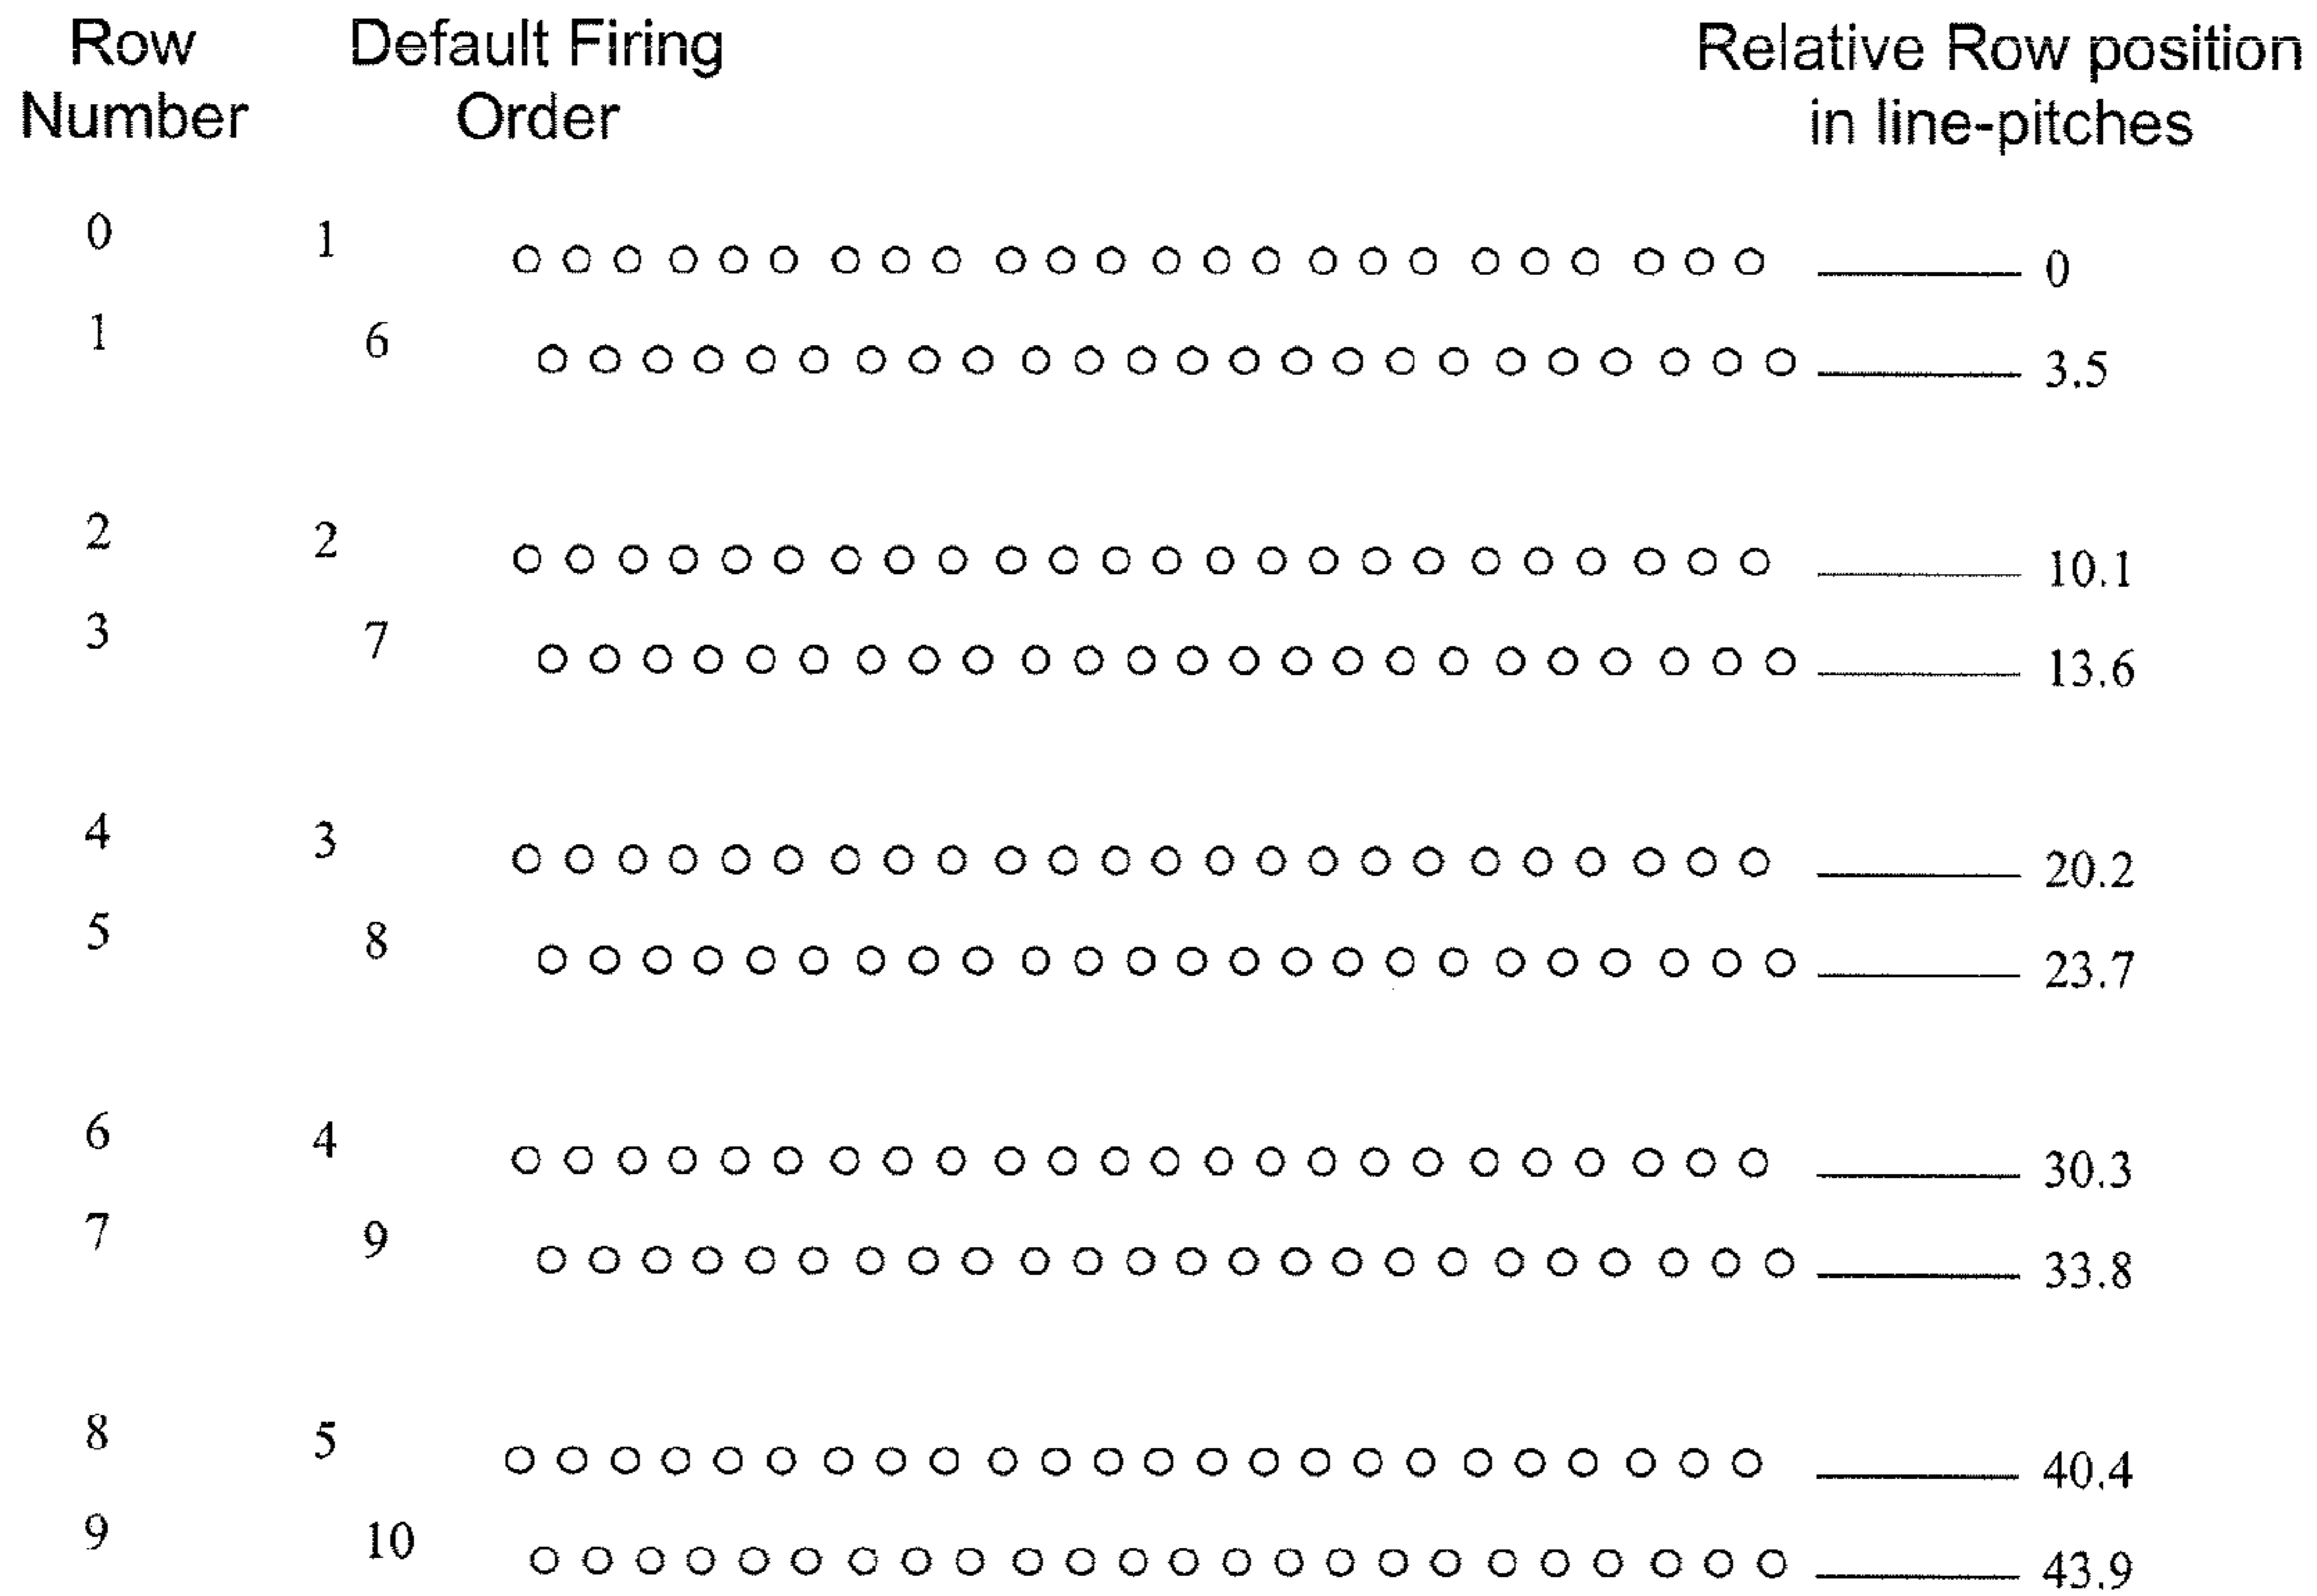 Row Default Firing Relative Row position
Number Order in line-pitches
0 1 0
1 6 3.5
2 2 10.1
3 7 13.6
4 3 20.2
5 8 23.7
6 4 30.3
7 9 33.8
8 5 40.4
9 10 43.9